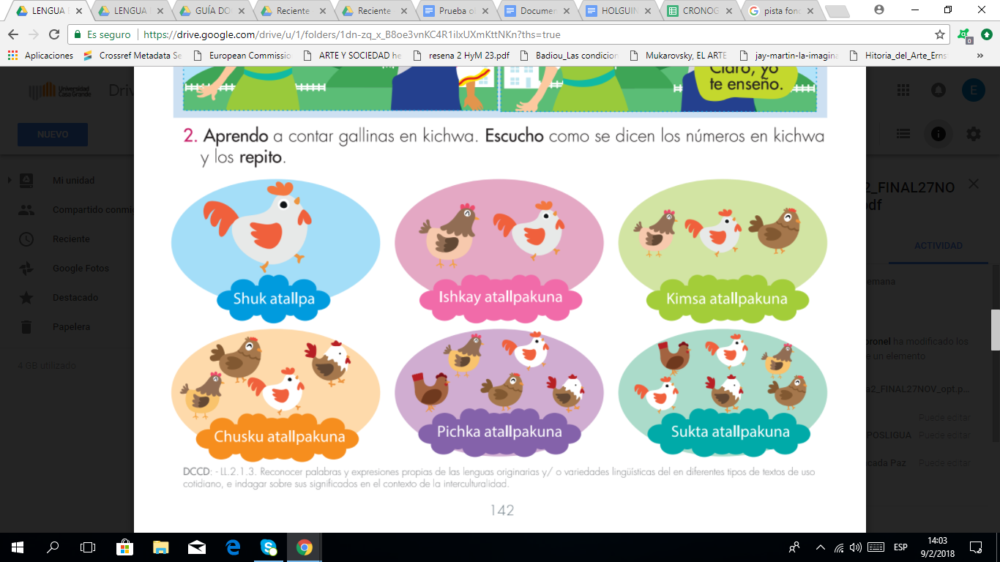 LENGUA E
LENGUA
GUÍA DO
Reciente
Reciente
Prueba o
Documen
HOLGUIN
CRONOG
pista fond
Es seguro
https://drive.google.com/drive/u/1/folders/1dn-zq_x_B8oe3vnKC4R1ilxUXmKttNKn?ths=true
0
Aplicaciones
Crossref Metadata Se
European Commissio
ARTE Y SOCIEDAD he
resena 2 HyM 23.pdf
Badiou_Las condicion
Mukarovsky, EL ARTE
jay-martin-la-imagina
Hitoria_del_Arte_Erns
»
Claro, yo
te enseño.
Universidad
Casa Grande
Driv
E
NUEVO
Mi unidad
Compartido conmi
Reciente
Google Fotos
Destacado
Papelera
4 GB utilizado
2. Aprendo a contar gallinas en kichwa. Escucho como se dicen los números en kichwa
y los repito.
Shuk atallpa
Ishkay atallpakuna
Kimsa atallpakuna
Chusku atallpakuna
Pichka atallpakuna
Sukta atallpakuna
DCCD: - LL.2.1.3. Reconocer palabras y expresiones propias de las lenguas originarias y/ o variedades lingüísticas del en diferentes tipos de textos de uso
cotidiano, e indagar sobre sus significados en el contexto de la interculturalidad.
142
2_FINAL27NO
pdf
ACTIVIDAD
semana
oronel ha modificado los
e un elemento
a2_FINAL27NOV_opt.p...
Puede editar
POSLIGUA Puede editar
cada Paz Puede editar
ESP
14:03
9/2/2018